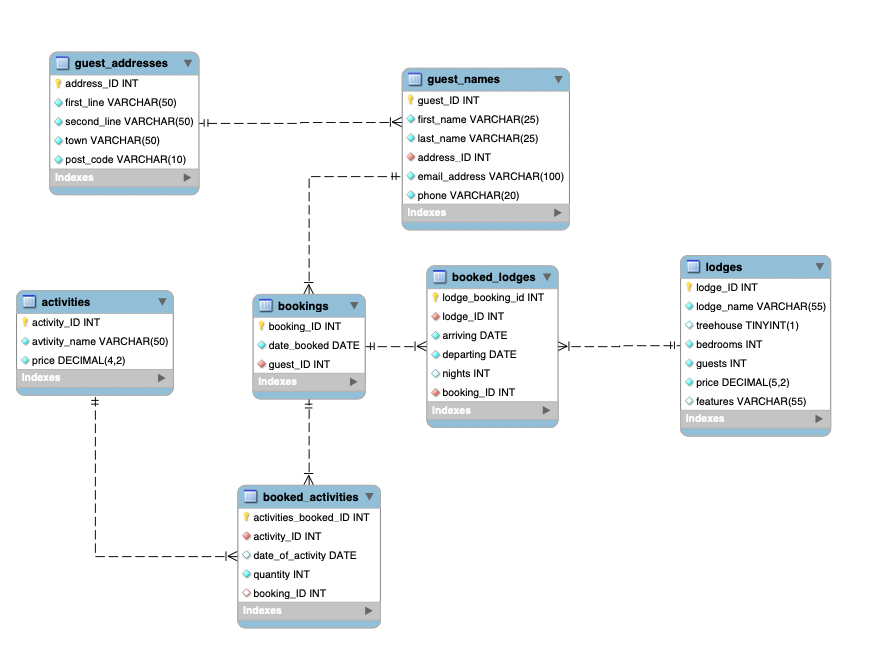 guest_addresses
address_ID INT
first_line VARCHAR(50)
second_line VARCHAR(50)
town VARCHAR(50)
post_code VARCHAR(10)
Indexes
guest_names
guest_ID INT
first_name VARCHAR(25)
last_name VARCHAR(25)
address_ID INT
email_address VARCHAR(100)
phone VARCHAR(20)
Indexes
activities
activity_ID INT
avtivity_name VARCHAR(50)
price DECIMAL(4,2)
Indexes
bookings
booking_ID INT
date_booked DATE
guest_ID INT
Indexes
booked_lodges
lodge_booking_id INT
lodge_ID INT
arriving DATE
departing DATE
nights INT
booking_ID INT
Indexes
lodges
lodge_ID INT
lodge_name VARCHAR(55)
treehouse TINYINT(1)
bedrooms INT
guests INT
price DECIMAL(5,2)
features VARCHAR(55)
Indexes
booked_activities
activities_booked_ID INT
activity_ID INT
date_of_activity DATE
quantity INT
booking_ID INT
Indexes